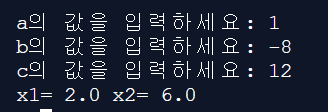 a의 값을 입력하세요: 1
b의 값을 입력하세요: -8
c의 값을 입력하세요: 12
x1= 2.0 x2= 6.0